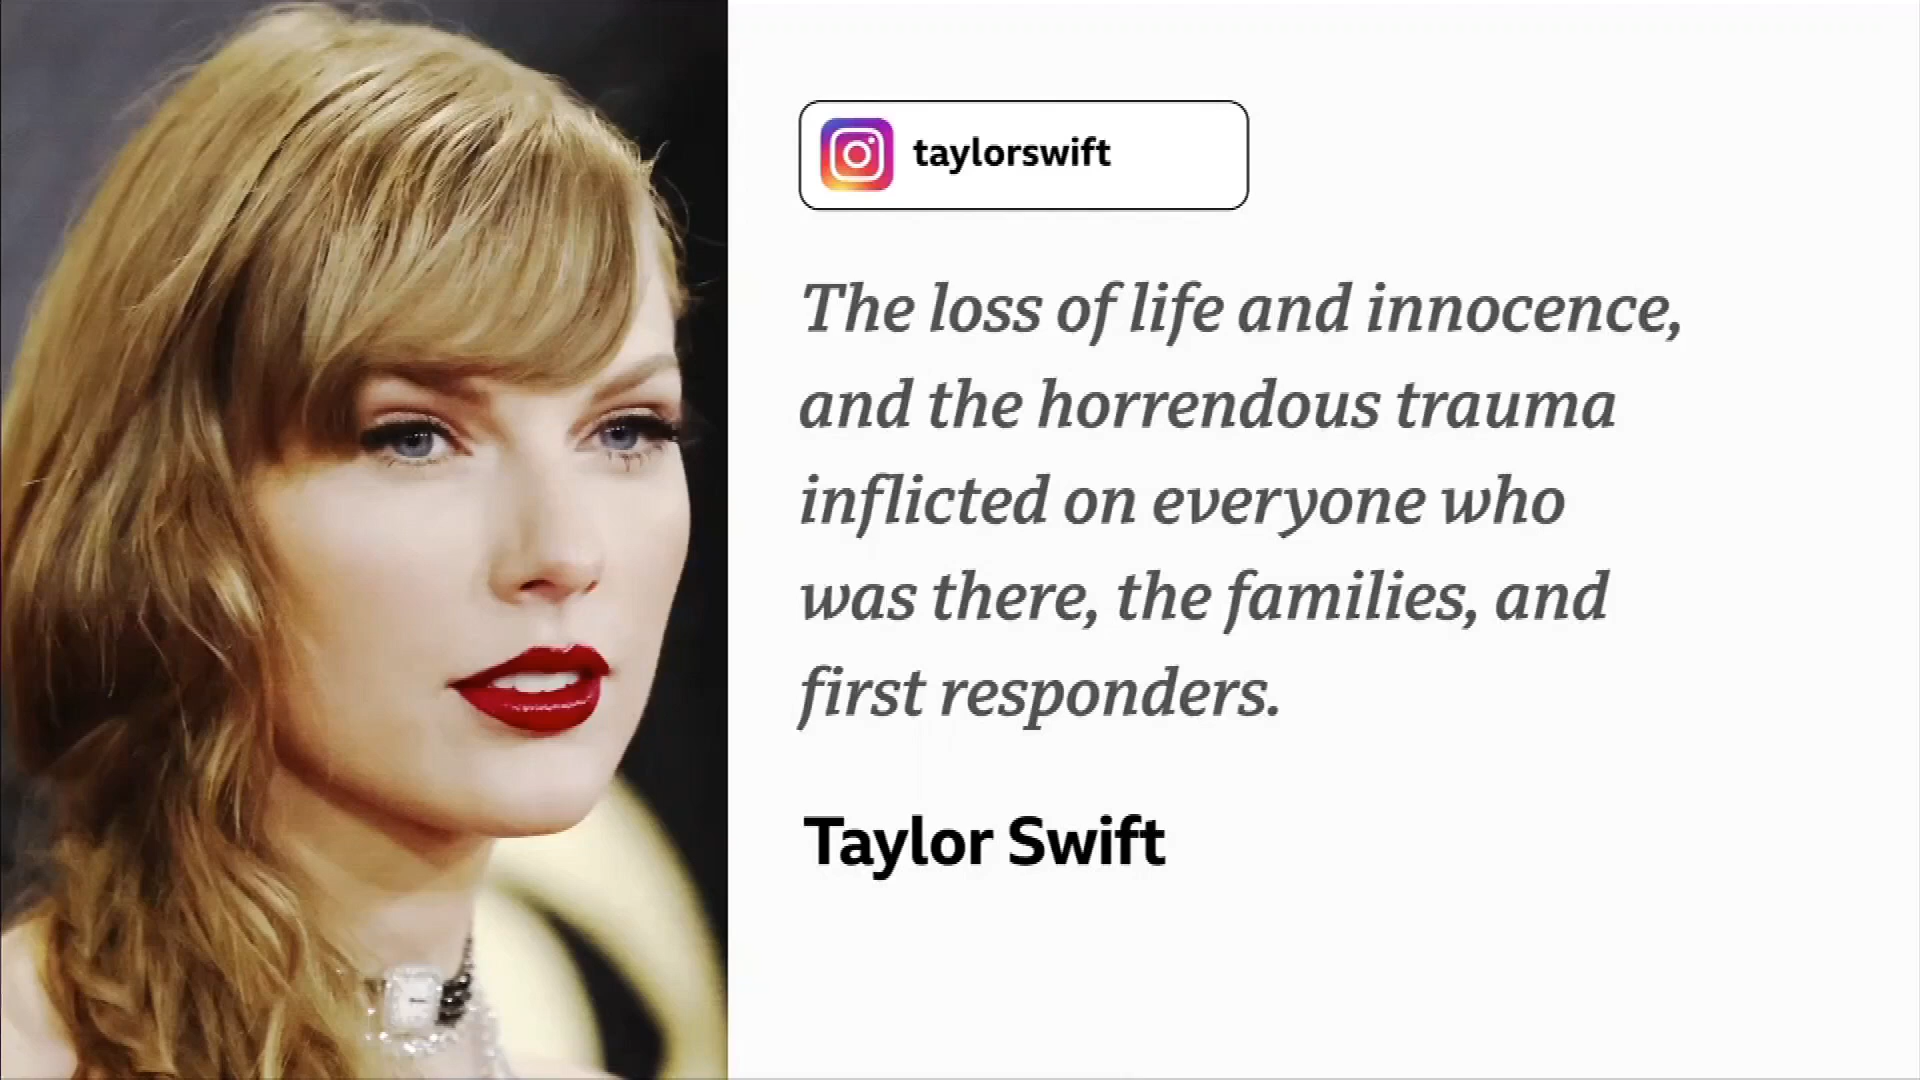 taylorswift
The loss of life and innocence,
and the horrendous trauma
inflicted on everyone who
was there, the families, and
first responders.
Taylor Swift